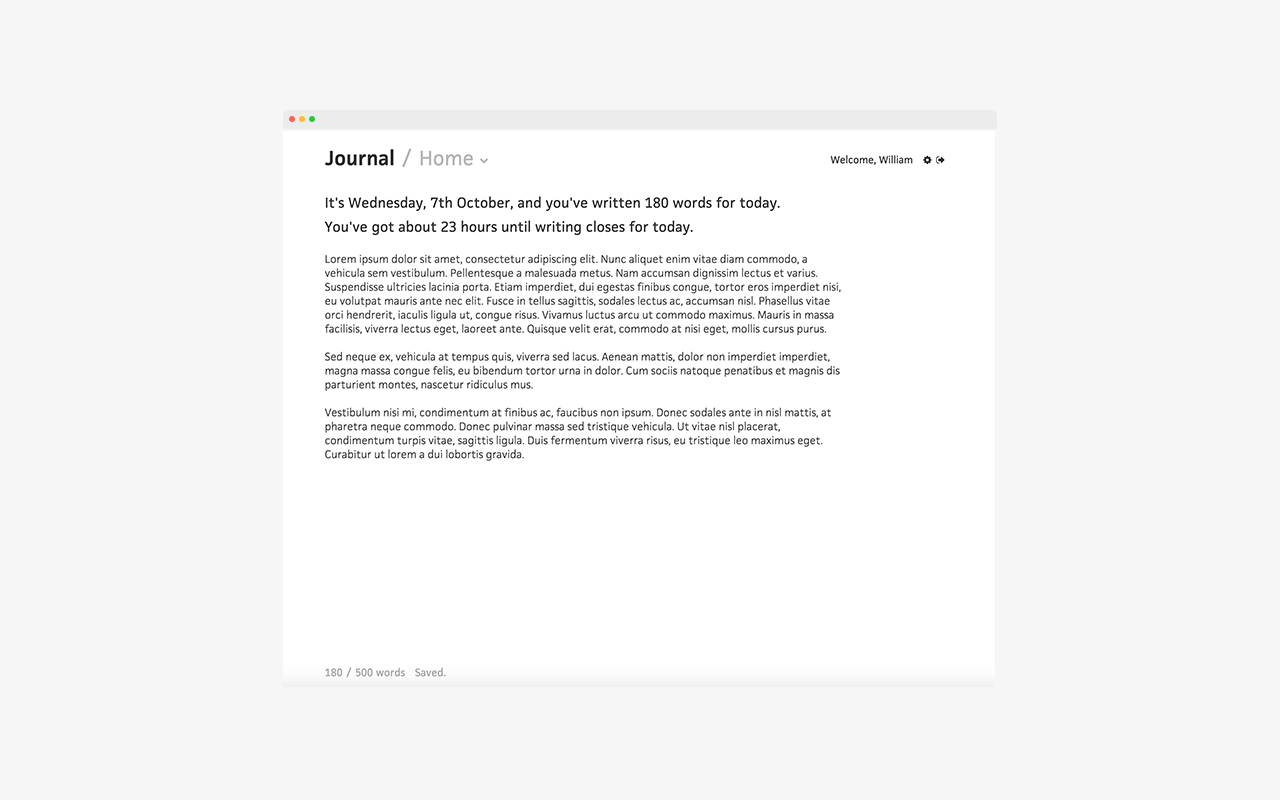 Journal / Home
Welcome, William
It's Wednesday, 7th October, and you've written 180 words for today.
You've got about 23 hours until writing closes for today.
Lorem ipsum dolor sit amet, consectetur adipiscing elit. Nunc aliquet enim vitae diam commodo, a
vehicula sem vestibulum. Pellentesque a malesuada metus. Nam accumsan dignissim lectus et varius.
Suspendisse ultricies lacinia porta. Etiam imperdiet, dui egestas finibus congue, tortor eros imperdiet nisi,
eu volutpat mauris ante nec elit. Fusce in tellus sagittis, sodales lectus ac, accumsan nisl. Phasellus vitae
orci hendrerit, iaculis ligula ut, congue risus. Vivamus luctus arcu ut commodo maximus. Mauris in massa
facilisis, viverra lectus eget, laoreet ante. Quisque velit erat, commodo at nisi eget, mollis cursus purus.
Sed neque ex, vehicula at tempus quis, viverra sed lacus. Aenean mattis, dolor non imperdiet imperdiet,
magna massa congue felis, eu bibendum tortor urna in dolor. Cum sociis natoque penatibus et magnis dis
parturient montes, nascetur ridiculus mus.
Vestibulum nisi mi, condimentum at finibus ac, faucibus non ipsum. Donec sodales ante in nisl mattis, at
pharetra neque commodo. Donec pulvinar massa sed tristique vehicula. Ut vitae nisl placerat,
condimentum turpis vitae, sagittis ligula. Duis fermentum viverra risus, eu tristique leo maximus eget.
Curabitur ut lorem a dui lobortis gravida.
180 / 500 words Saved.